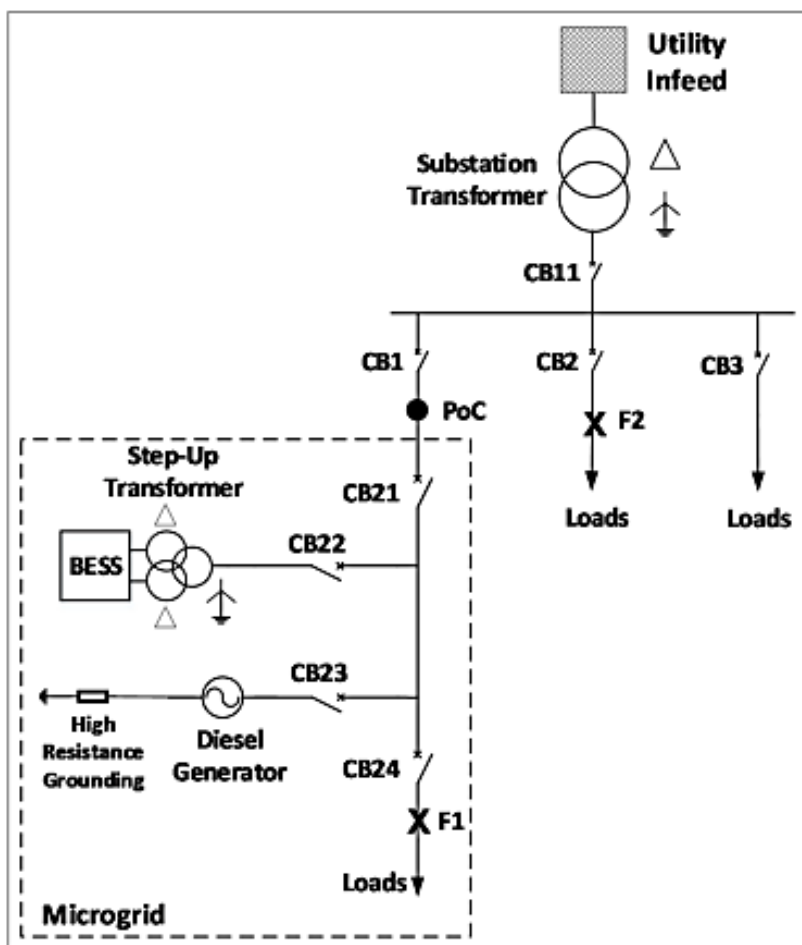 Utility
Infeed
Substation
Transformer
CB11
CB1
CB2
CB3
PoC
F2
Step-Up
Transformer
CB21
Loads
Loads
CB22
BESS
CB23
High
Resistance
Grounding
Diesel
Generator
CB24
F1
Loads
Microgrid